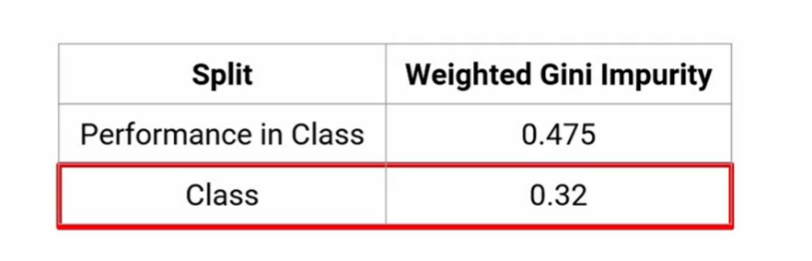 Split Weighted Gini Impurity
Performance in Class 0.475
Class 0.32